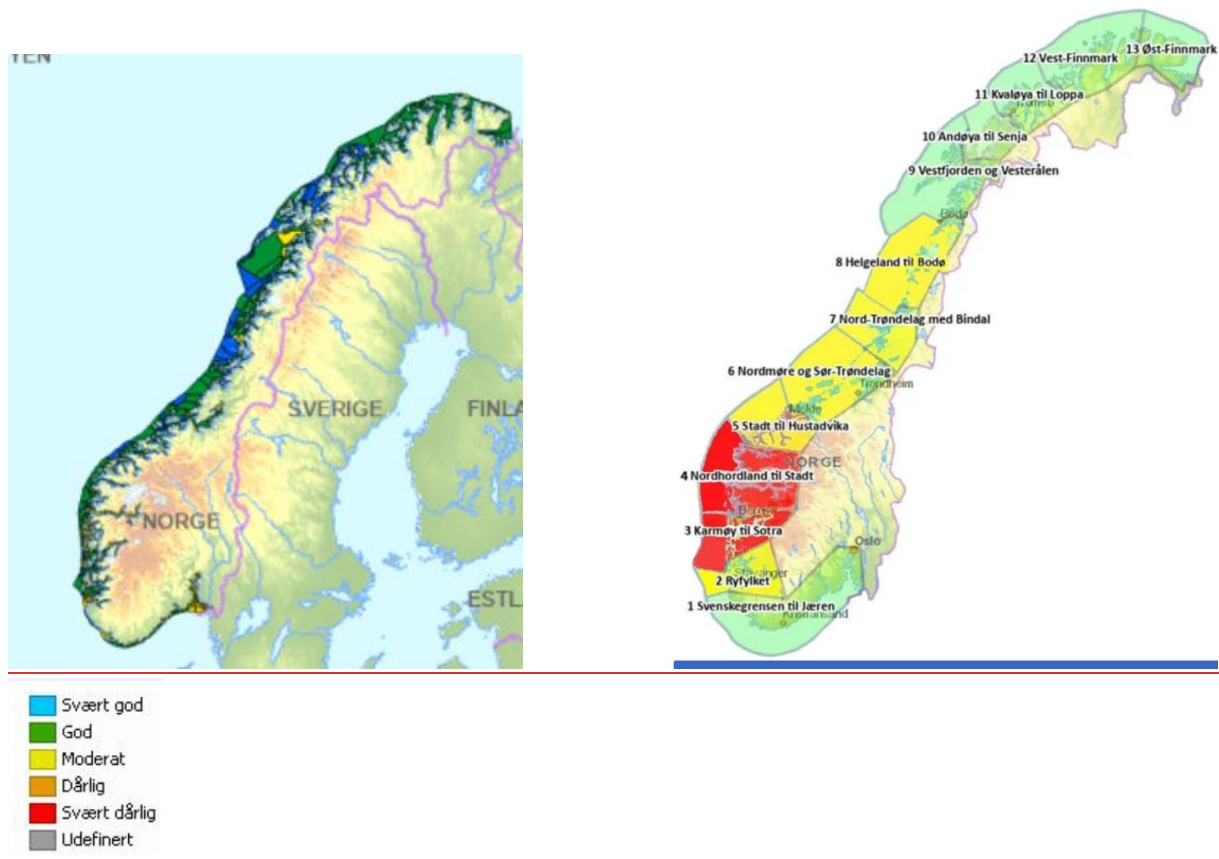 YEN
SVERIGE
FINLA
NORGE
ESTL
12 Vest-Finnmark
13 Øst-Finnmark
11 Kvaløya til Loppa
Tromsø
10 Andøya til Senja
9 Vestfjorden og Vesterålen
Bodø
8 Helgeland til Bodø
7 Nord-Trøndelag med Bindal
6 Nordmøre og Sør-Trøndelag
Trondheim
Molde
5 Stadt til Hustadvika
NORGE
4 Nordhordland til Stadt
Bergen
3 Karmøy til Sotra
Oslo
Stavanger
2 Ryfylket
1 Svenskegrensen til Jæren
Kristiansand
Svært god
God
Moderat
Dårlig
Svært dårlig
Udefinert